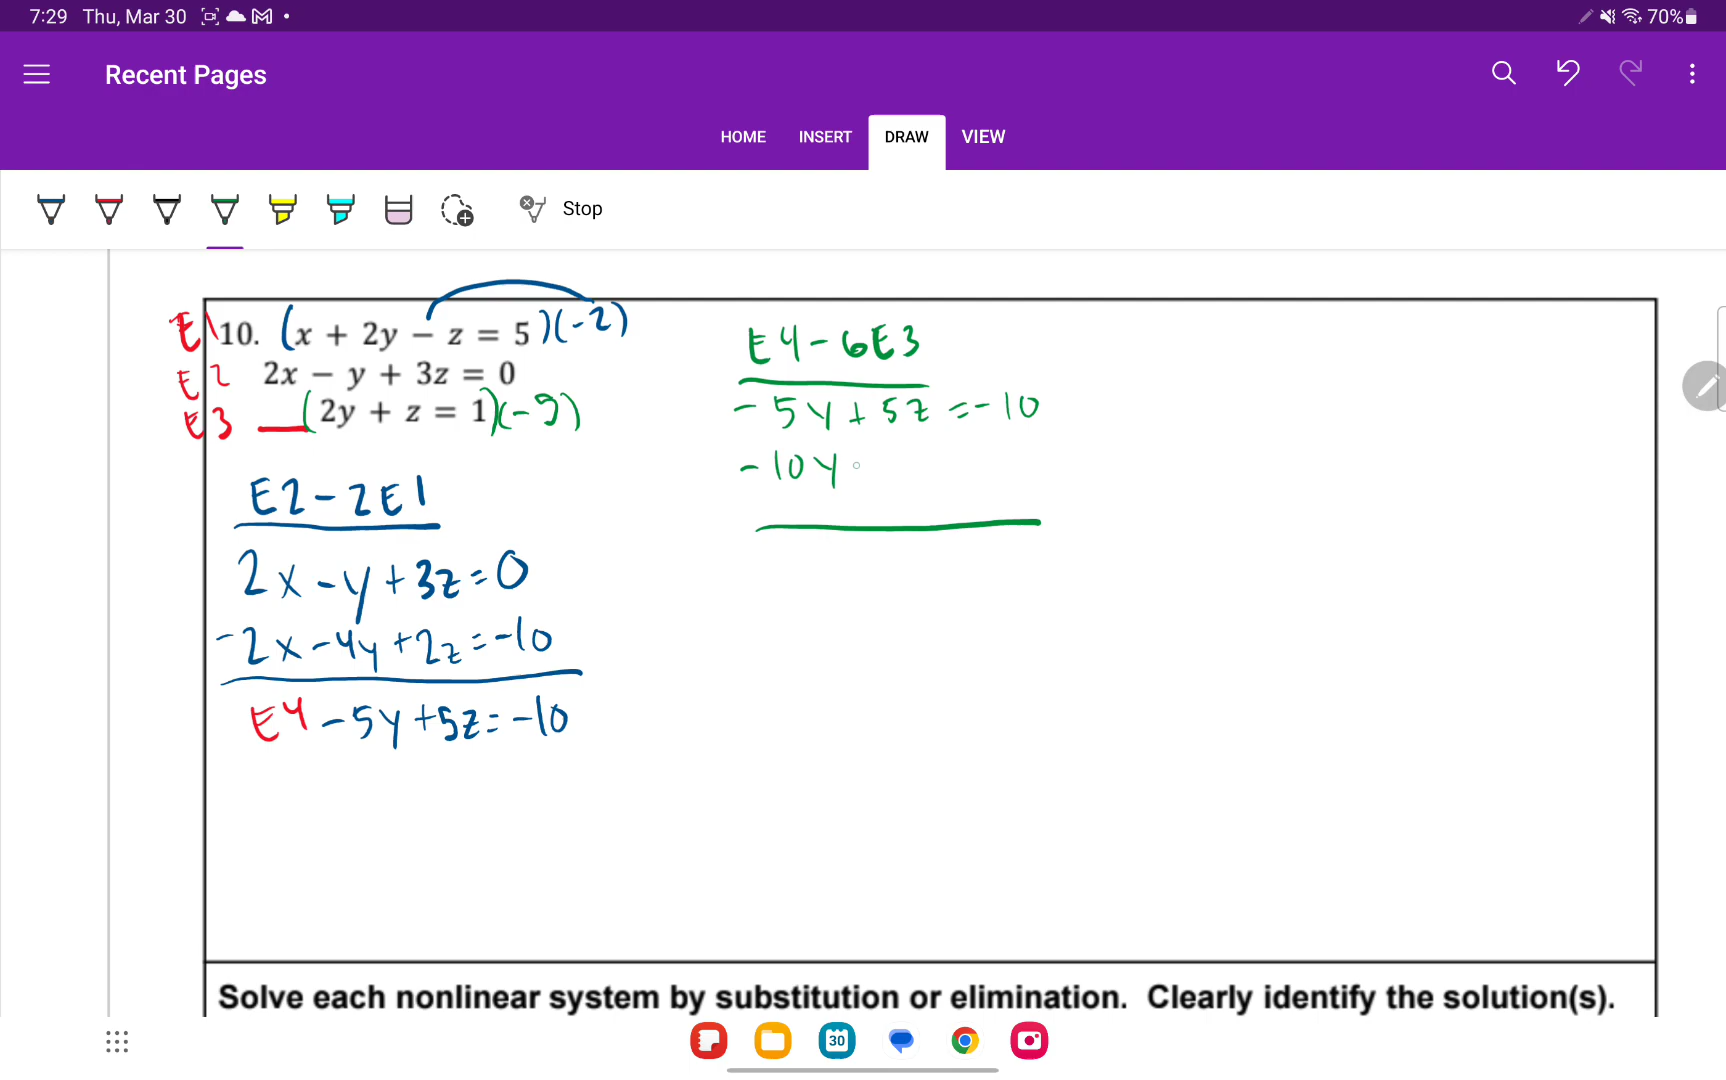 7:29 Thu, Mar 30
70%
Recent Pages
HOME INSERT DRAW VIEW
Stop
E1 10. (x + 2y − z = 5)(-2)
E2 2x − y + 3z = 0
E3 (2y + z = 1)(-5)
E2-2E1
2x-y+3z=0
-2x-4y+2z=-10
E4 -5y+5z=-10
E4-6E3
-5y+5z=-10
-10y
Solve each nonlinear system by substitution or elimination. Clearly identify the solution(s).
30